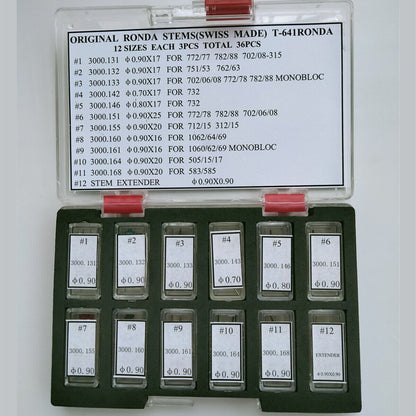 ORIGINAL RONDA STEMS(SWISS MADE) T-641RONDA
12 SIZES EACH 3PCS TOTAL 36PCS
#1 3000.131 φ0.90X17 FOR 772/77 782/88 702/08-315
#2 3000.132 φ0.90X17 FOR 751/53 762/63
#3 3000.133 φ0.90X17 FOR 702/06/08 772/78 782/88 MONOBLOC
#4 3000.142 φ0.70X17 FOR 732
#5 3000.146 φ0.80X17 FOR 732
#6 3000.151 φ0.90X25 FOR 772/78 782/88 702/06/08
#7 3000.155 φ0.90X20 FOR 712/15 312/15
#8 3000.160 φ0.90X16 FOR 1062/64/69
#9 3000.161 φ0.90X16 FOR 1060/62/69 MONOBLOC
#10 3000.164 φ0.90X20 FOR 505/15/17
#11 3000.168 φ0.90X20 FOR 583/585
#12 STEM EXTENDER φ0.90X0.90
#1
3000.131
φ0.90
#2
3000.132
φ0.90
#3
3000.133
φ0.90
#4
3000.143
φ0.70
#5
3000.146
φ0.80
#6
3000.151
φ0.90
#7
3000.155
φ0.90
#8
3000.160
φ0.90
#9
3000.161
φ0.90
#10
3000.164
φ0.90
#11
3000.168
φ0.90
#12
EXTENDER
φ0.90X0.90